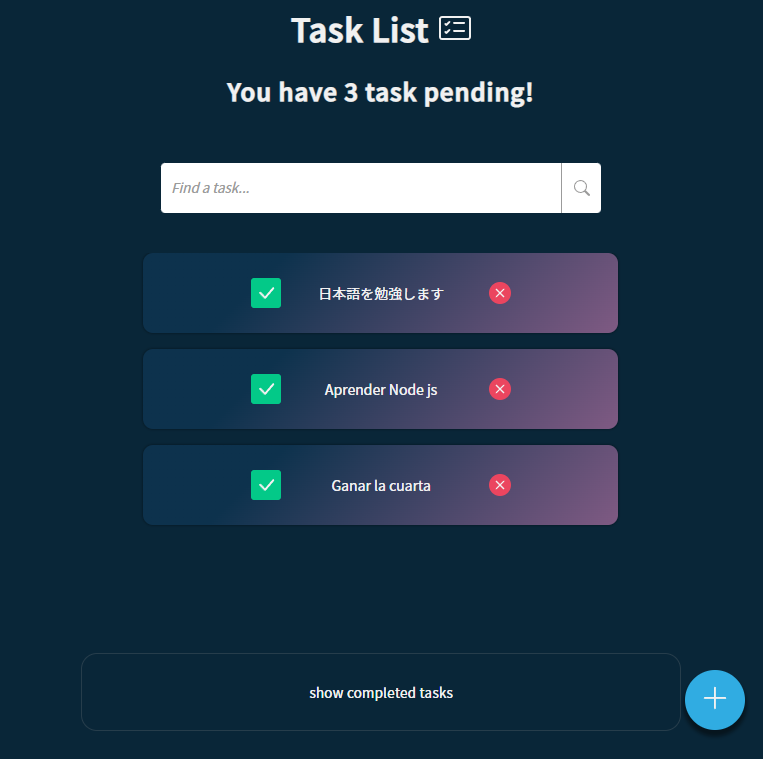 Task List
You have 3 task pending!
Find a task...
日本語を勉強します
Aprender Node js
Ganar la cuarta
show completed tasks